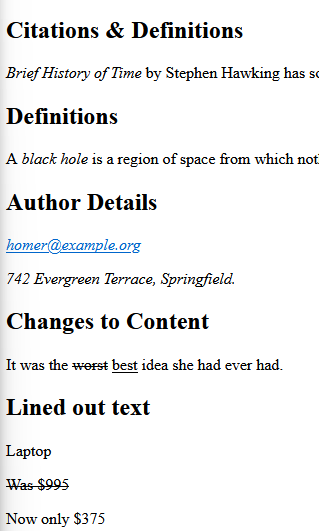 Citations & Definitions
Brief History of Time by Stephen Hawking has
Definitions
A black hole is a region of space from which
Author Details
homer@example.org
742 Evergreen Terrace, Springfield.
Changes to Content
It was the worst best idea she had ever had.
Lined out text
Laptop
Was $995
Now only $375